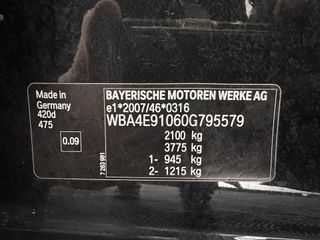 BAYERISCHE MOTOREN WERKE AG
e1*2007/46*0316
WBA4E91060G795579
2100 kg
3775 kg
1- 945 kg
2- 1215 kg
Made in
Germany
420d
475
0.09
7 283 981